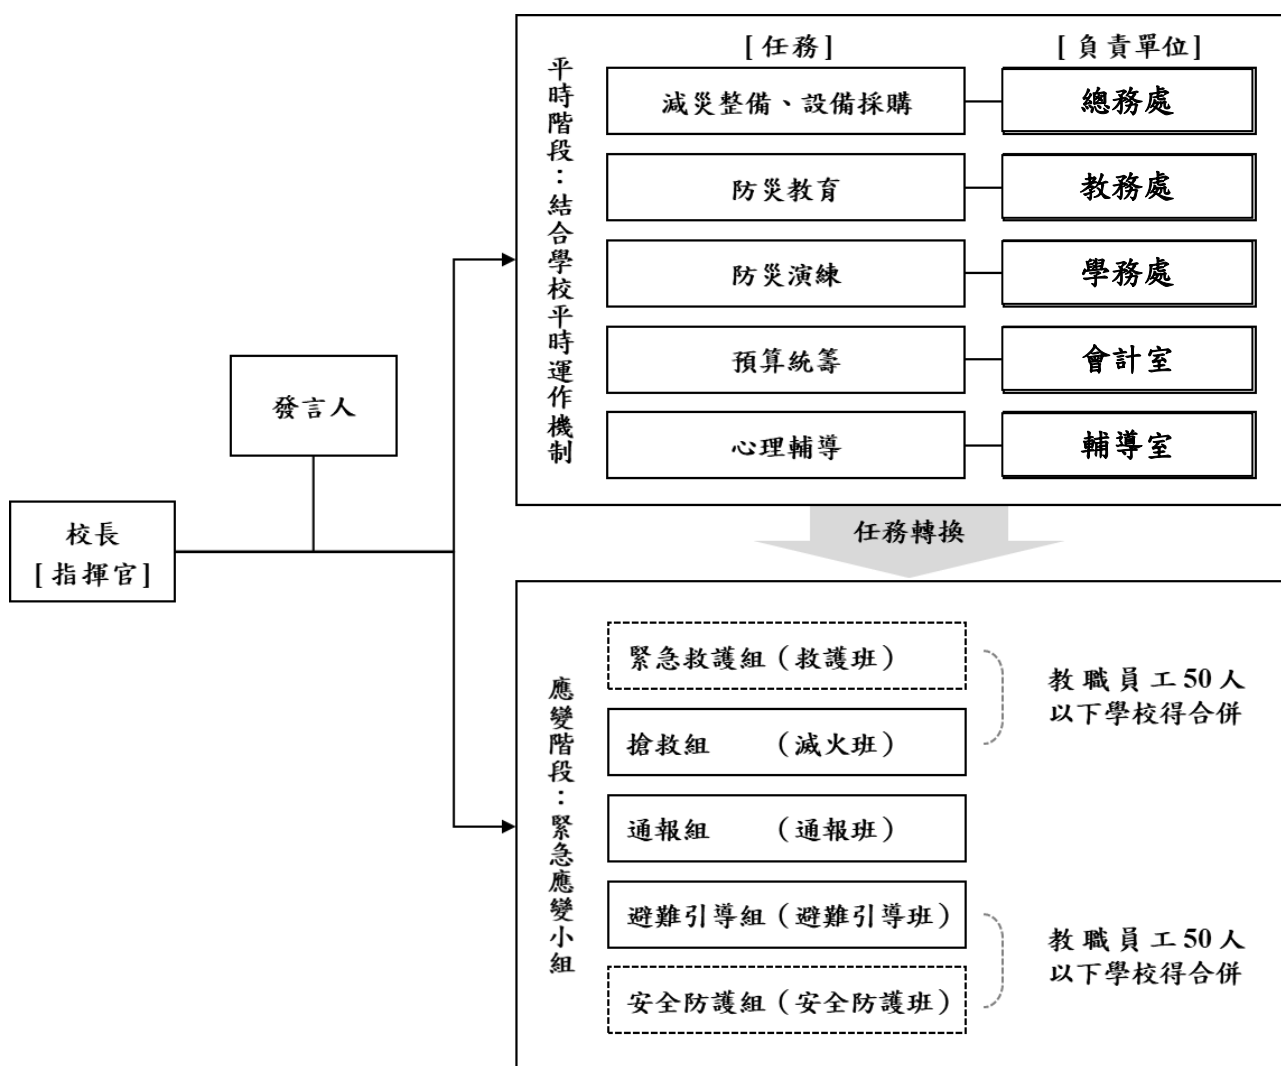 [任務]
[負責單位]
平時階段：結合學校平時運作機制
減災整備、設備採購
總務處
防災教育
教務處
防災演練
學務處
預算統籌
會計室
心理輔導
輔導室
發言人
校長
[指揮官]
任務轉換
應變階段：緊急應變小組
緊急救護組（救護班）
搶救組　　（滅火班）
教職員工50人
以下學校得合併
通報組　　（通報班）
避難引導組（避難引導班）
安全防護組（安全防護班）
教職員工50人
以下學校得合併